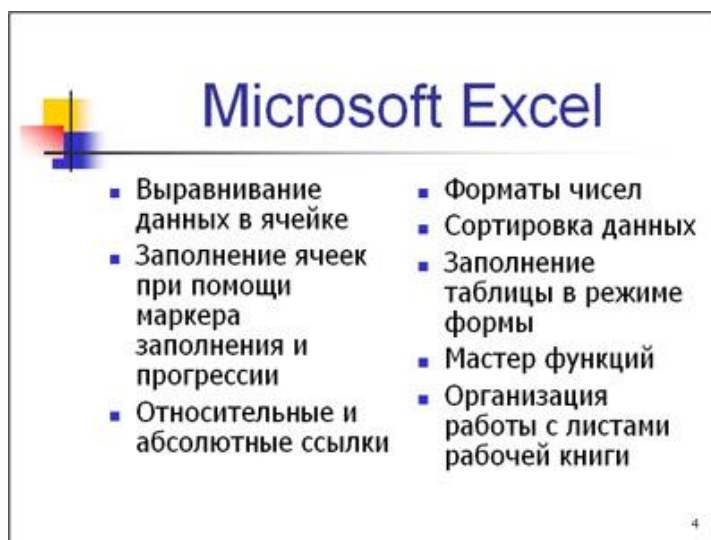 Microsoft Excel
Выравнивание
данных в ячейке
Заполнение ячеек
при помощи
маркера
заполнения и
прогрессии
Относительные и
абсолютные ссылки
Форматы чисел
Сортировка данных
Заполнение
таблицы в режиме
формы
Мастер функций
Организация
работы с листами
рабочей книги
4